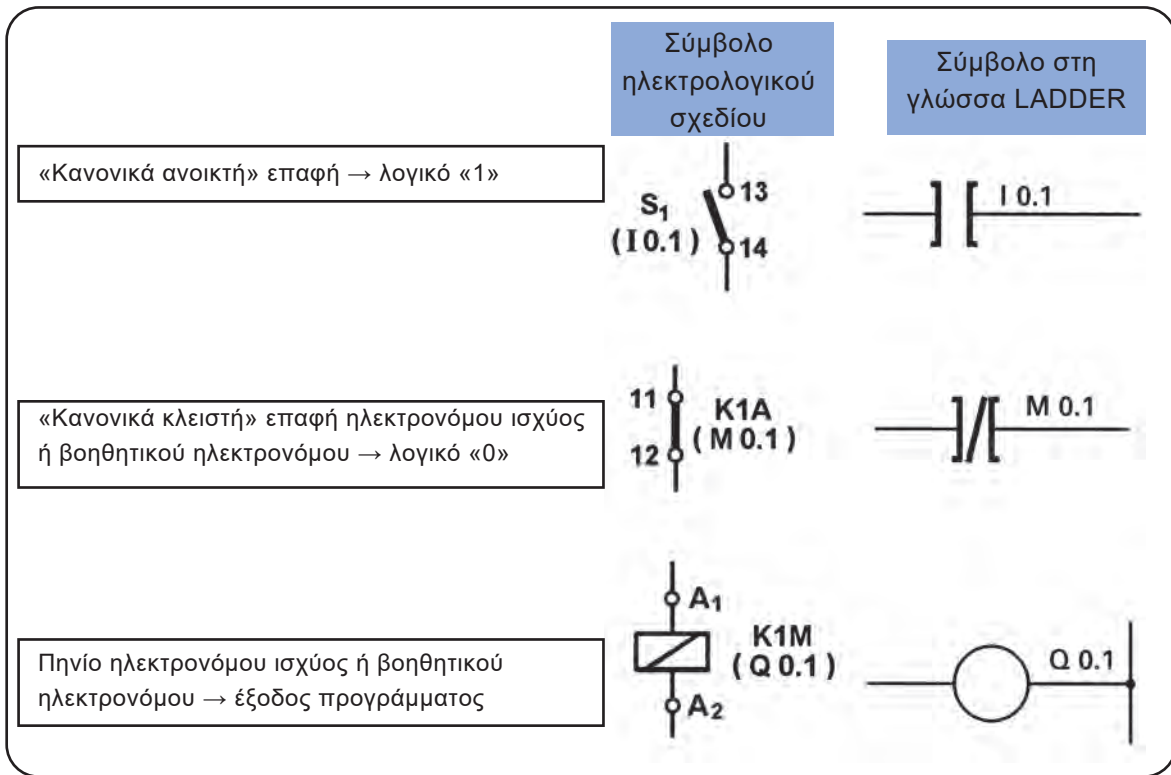 Σύμβολο
ηλεκτρολογικού
σχεδίου
Σύμβολο στη
γλώσσα LADDER
«Κανονικά ανοικτή» επαφή → λογικό «1»
S₁
(I 0.1)
13
14
I 0.1
«Κανονικά κλειστή» επαφή ηλεκτρονόμου ισχύος
ή βοηθητικού ηλεκτρονόμου → λογικό «0»
11
12
K1A
(M 0.1)
M 0.1
Πηνίο ηλεκτρονόμου ισχύος ή βοηθητικού
ηλεκτρονόμου → έξοδος προγράμματος
A₁
A₂
K1M
(Q 0.1)
Q 0.1